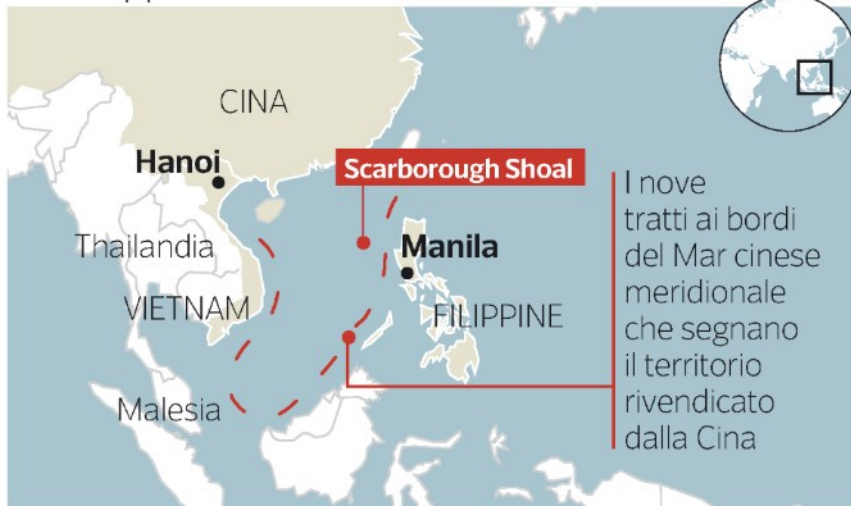 CINA
Hanoi
Scarborough Shoal
Thailandia
Manila
VIETNAM
FILIPPINE
Malesia
I nove
tratti ai bordi
del Mar cinese
meridionale
che segnano
il territorio
rivendicato
dalla Cina